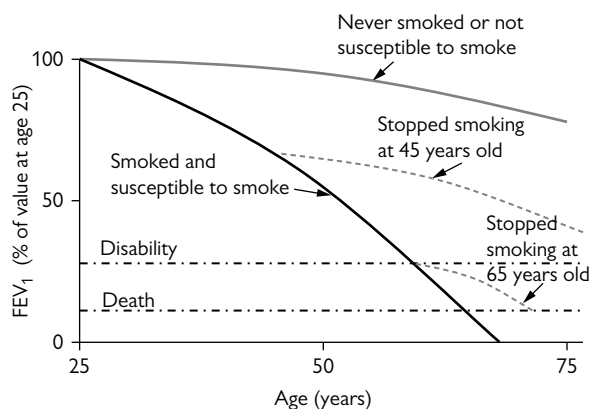 Never smoked or not
susceptible to smoke
100
Stopped smoking
at 45 years old
Smoked and
susceptible to smoke
50
Stopped
smoking at
65 years old
Disability
Death
0
25
50
75
FEV1 (% of value at age 25)
Age (years)